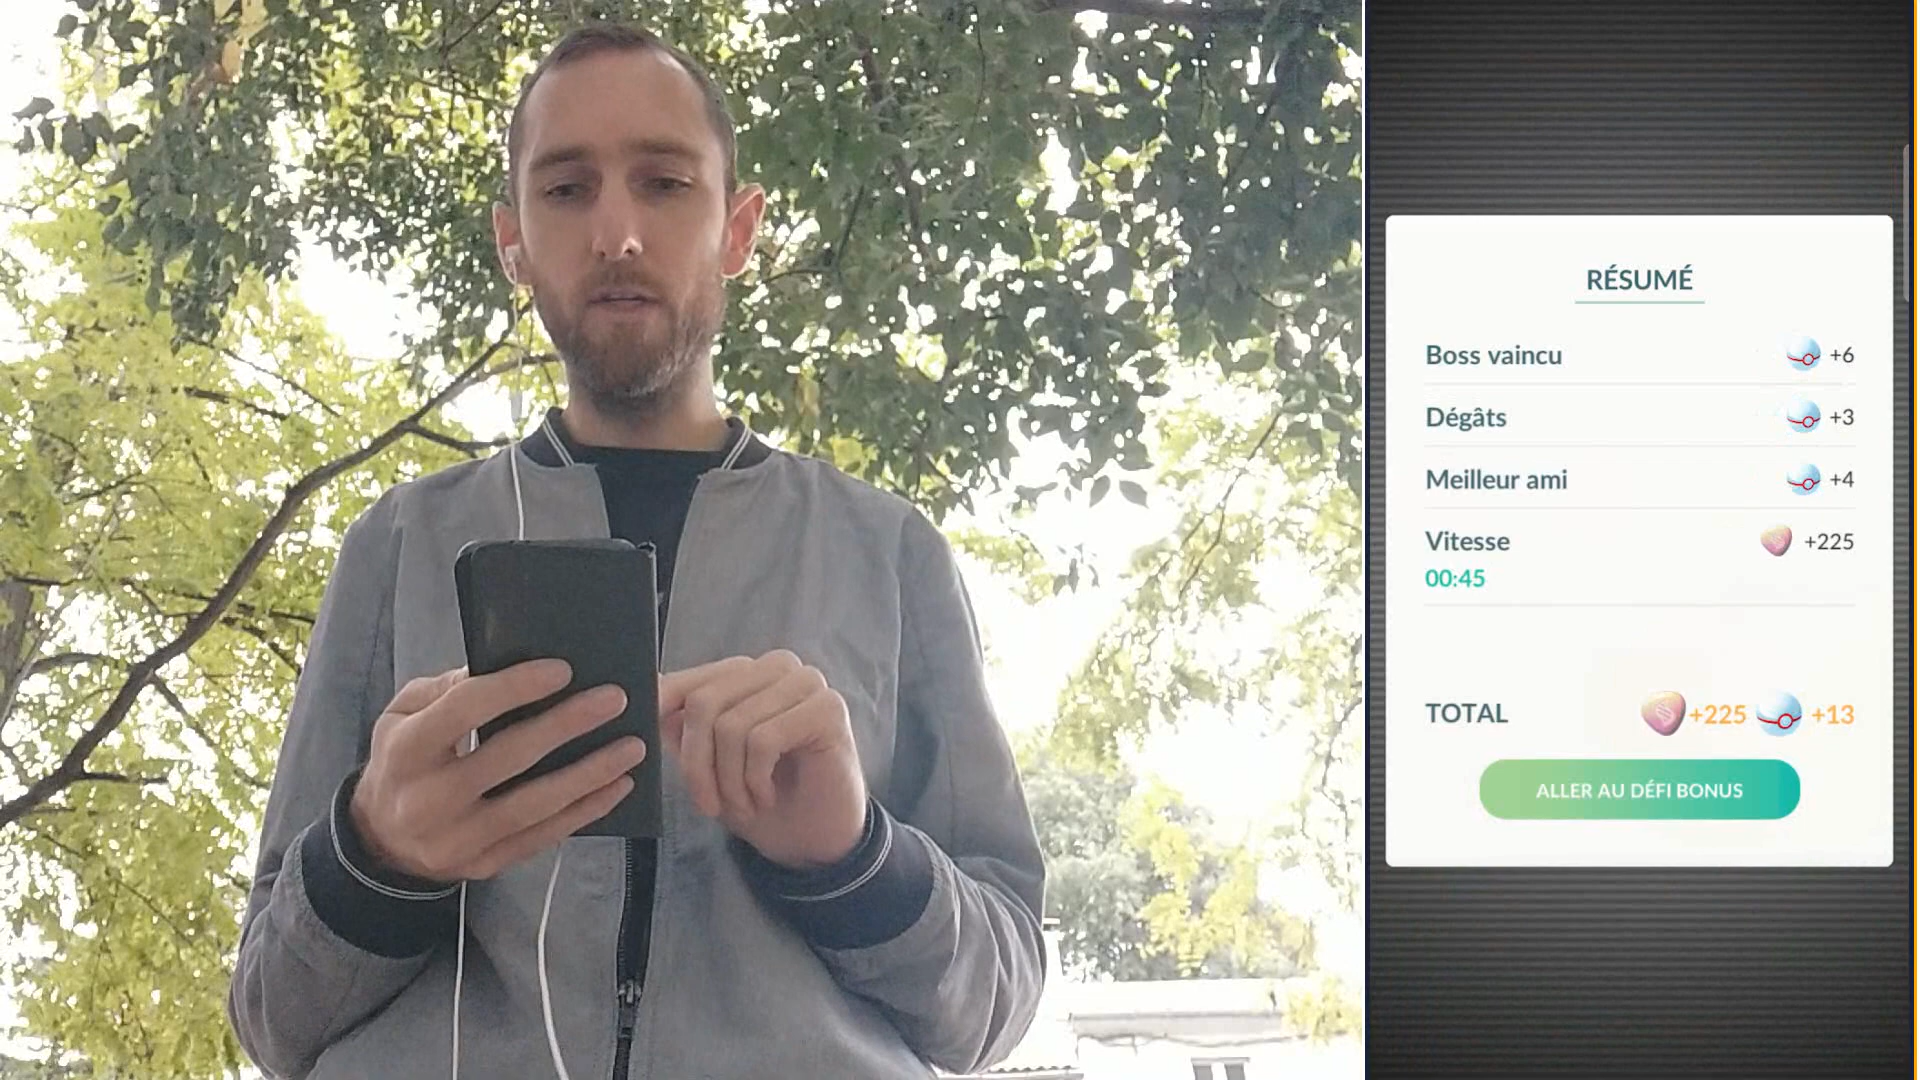 RÉSUMÉ
Boss vaincu +6
Dégâts +3
Meilleur ami +4
Vitesse +225
00:45
TOTAL +225 +13
ALLER AU DÉFI BONUS